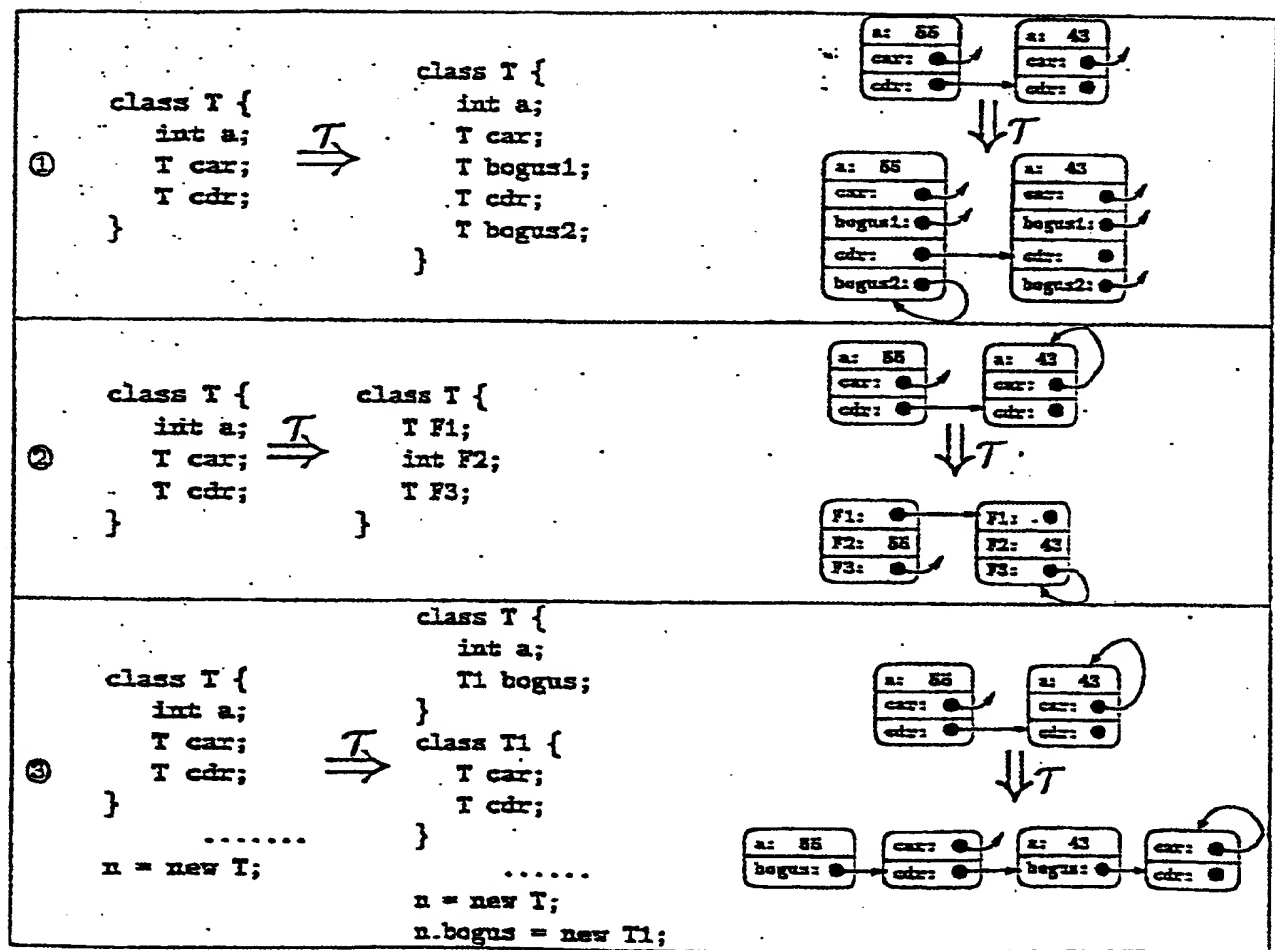 ①
class T {
int a;
T car;
T cdr;
}
T
class T {
int a;
T car;
T bogus1;
T cdr;
T bogus2;
}
a: 55
car:
cdr:
a: 43
car:
cdr:
T
a: 55
car:
bogus1:
cdr:
bogus2:
a: 43
car:
bogus1:
cdr:
bogus2:
②
class T {
int a;
T car;
T cdr;
}
T
class T {
T F1;
int F2;
T F3;
}
a: 55
car:
cdr:
a: 43
car:
cdr:
T
F1:
F2: 55
F3:
F1:
F2: 43
F3:
③
class T {
int a;
T car;
T cdr;
}
.......
n = new T;
T
class T {
int a;
T1 bogus;
}
class T1 {
T car;
T cdr;
}
......
n = new T;
n.bogus = new T1;
a: 55
car:
cdr:
a: 43
car:
cdr:
T
a: 55
bogus:
car:
cdr:
a: 43
bogus:
car:
cdr: